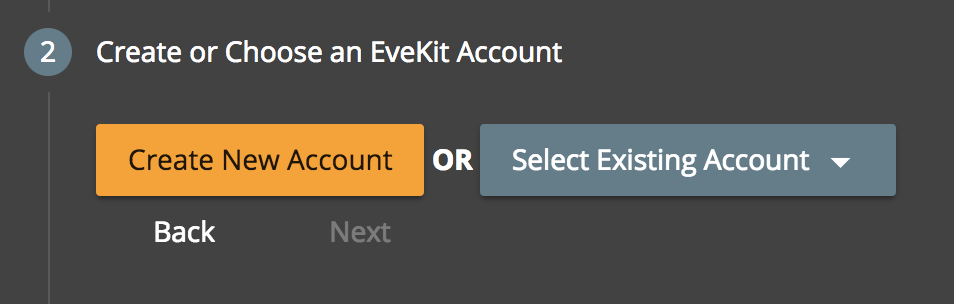 2 Create or Choose an EveKit Account
Create New Account OR Select Existing Account
Back Next